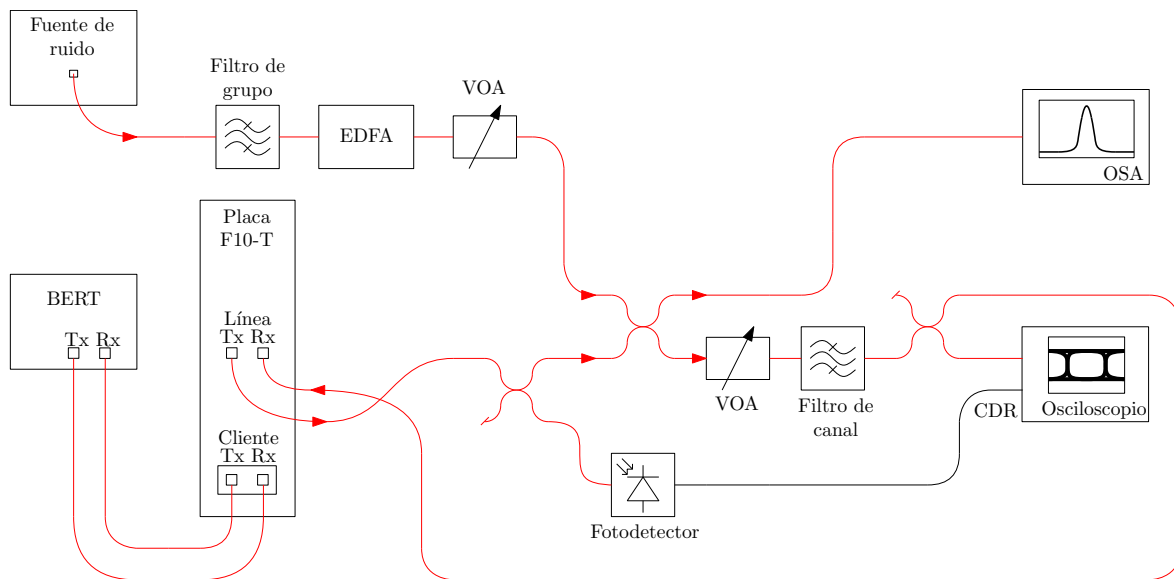 Fuente de
ruido
Filtro de
grupo
EDFA
VOA
OSA
Placa
F10-T
BERT
Tx Rx
Línea
Tx Rx
Cliente
Tx Rx
VOA
Filtro de
canal
CDR
Osciloscopio
Fotodetector